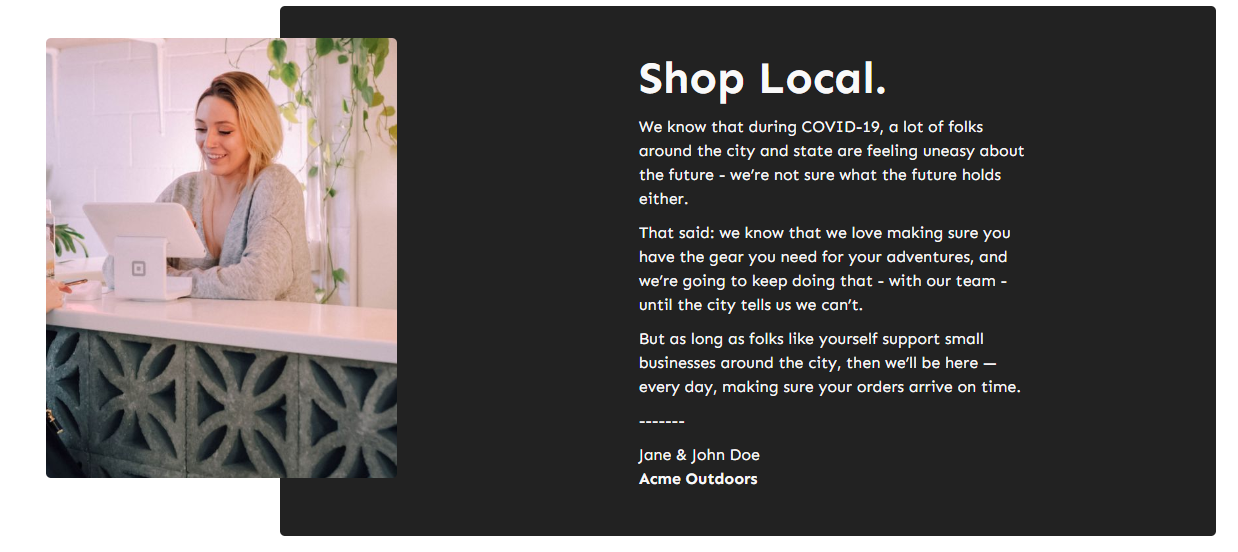 Shop Local.
We know that during COVID-19, a lot of folks
around the city and state are feeling uneasy about
the future - we’re not sure what the future holds
either.
That said: we know that we love making sure you
have the gear you need for your adventures, and
we’re going to keep doing that - with our team -
until the city tells us we can’t.
But as long as folks like yourself support small
businesses around the city, then we’ll be here —
every day, making sure your orders arrive on time.
-------
Jane & John Doe
Acme Outdoors